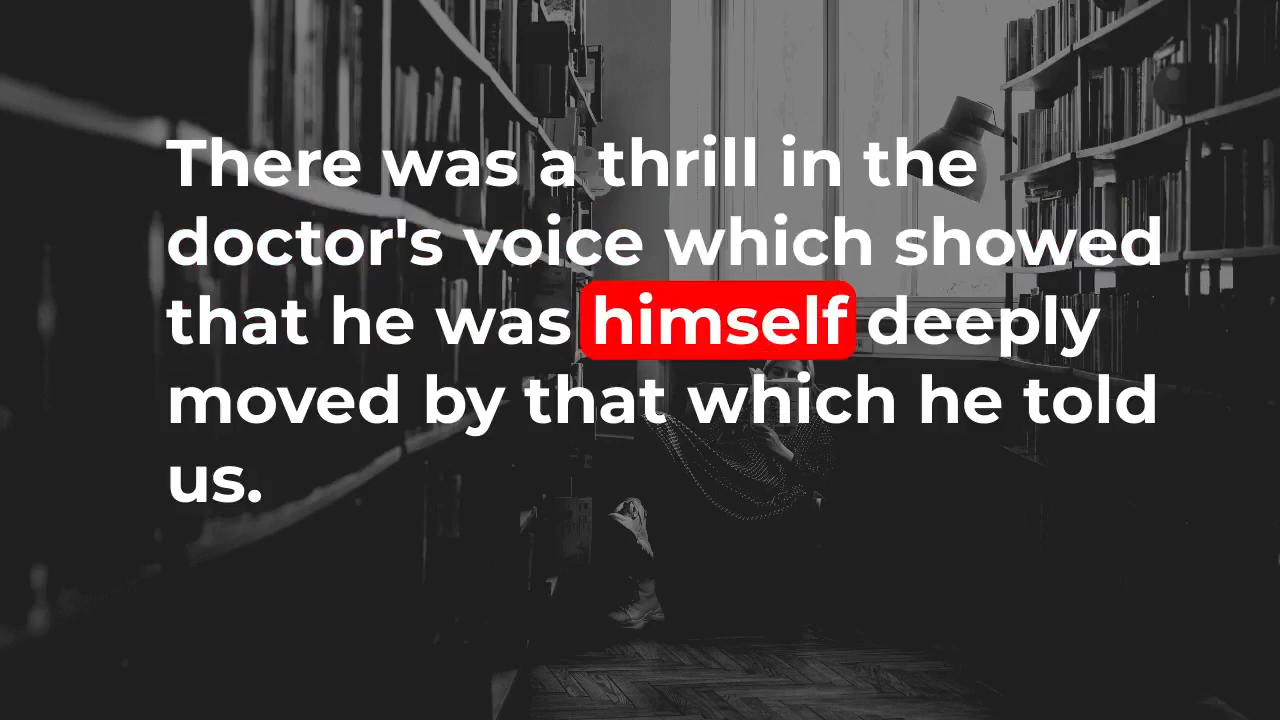 There was a thrill in the
doctor's voice which showed
that he was himself deeply
moved by that which he told
us.